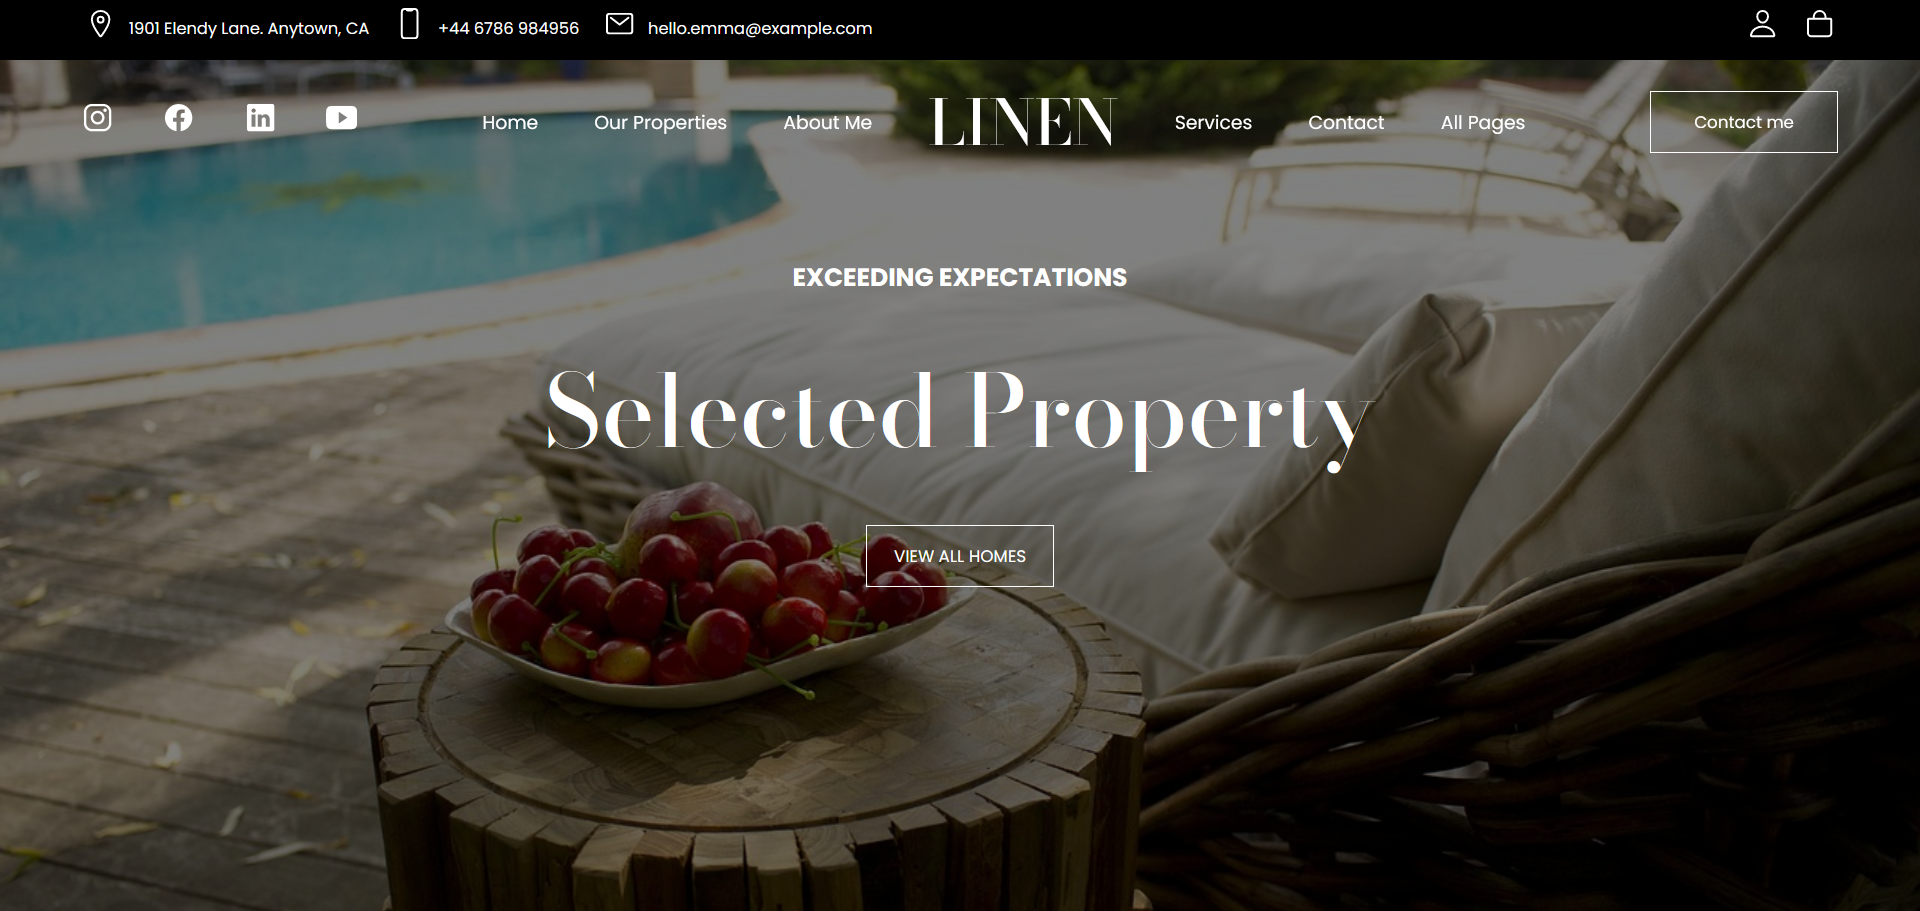 1901 Elendy Lane. Anytown, CA
+44 6786 984956
hello.emma@example.com
Home
Our Properties
About Me
LINEN
Services
Contact
All Pages
Contact me
EXCEEDING EXPECTATIONS
Selected Property
VIEW ALL HOMES